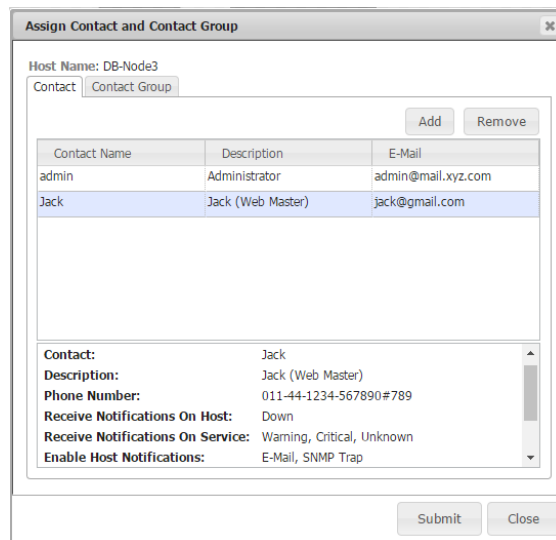 Assign Contact and Contact Group
Host Name: DB-Node3
Contact Contact Group
Add Remove
Contact Name Description E-Mail
admin Administrator admin@mail.xyz.com
Jack Jack (Web Master) jack@gmail.com
Contact: Jack
Description: Jack (Web Master)
Phone Number: 011-44-1234-567890#789
Receive Notifications On Host: Down
Receive Notifications On Service: Warning, Critical, Unknown
Enable Host Notifications: E-Mail, SNMP Trap
Submit Close